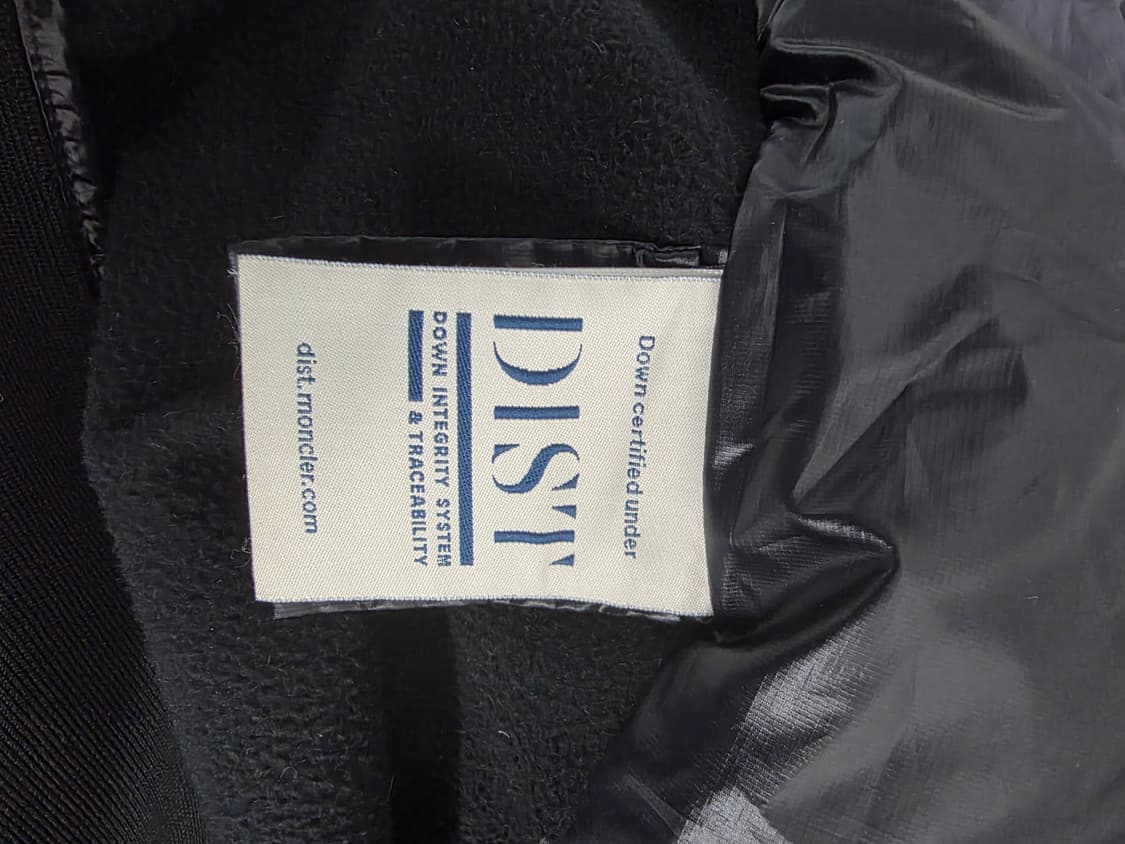 Down certified under
DIST
DOWN INTEGRITY SYSTEM
& TRACEABILITY
dist.moncler.com